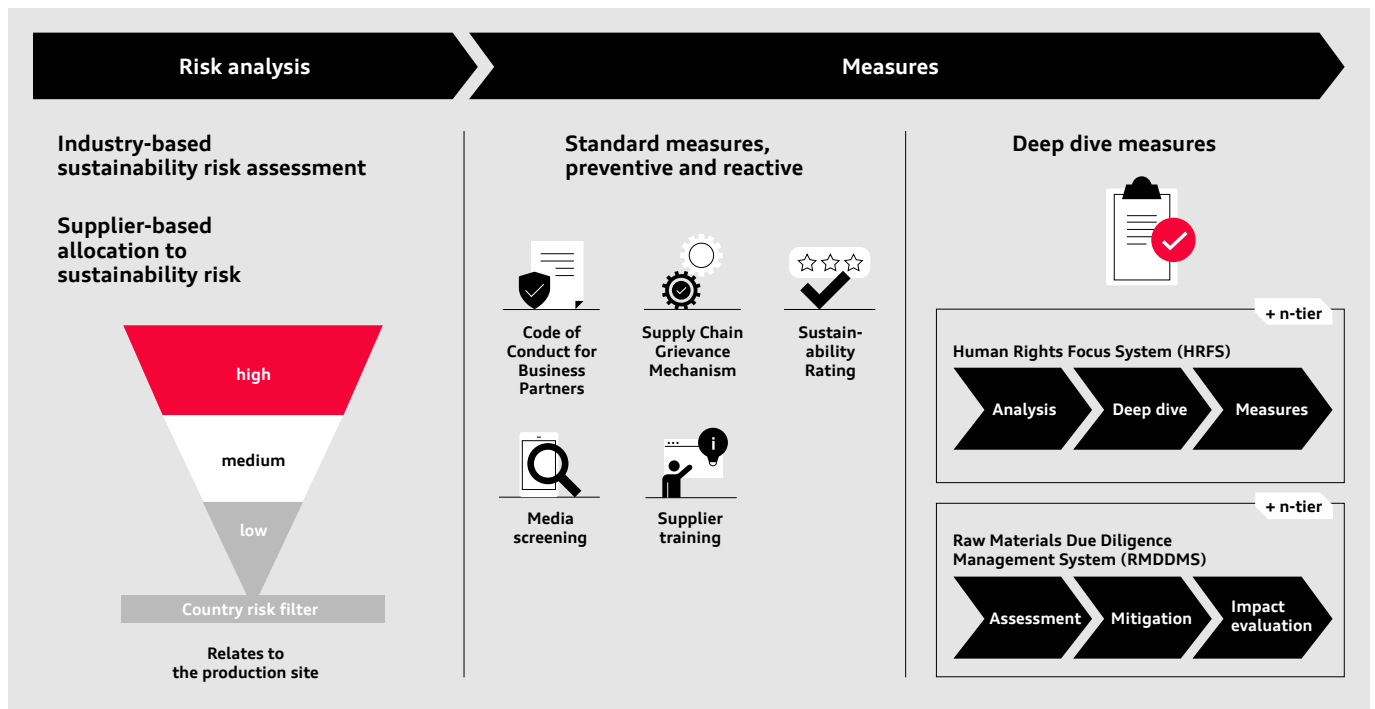 Risk analysis
Measures
Industry-based
sustainability risk assessment
Supplier-based
allocation to
sustainability risk
high
medium
low
Country risk filter
Relates to
the production site
Standard measures,
preventive and reactive
Code of
Conduct for
Business
Partners
Supply Chain
Grievance
Mechanism
Sustain-
ability
Rating
i
Media
screening
Supplier
training
Deep dive measures
+ n-tier
Human Rights Focus System (HRFS)
Analysis
Deep dive
Measures
+ n-tier
Raw Materials Due Diligence
Management System (RMDDMS)
Assessment
Mitigation
Impact
evaluation